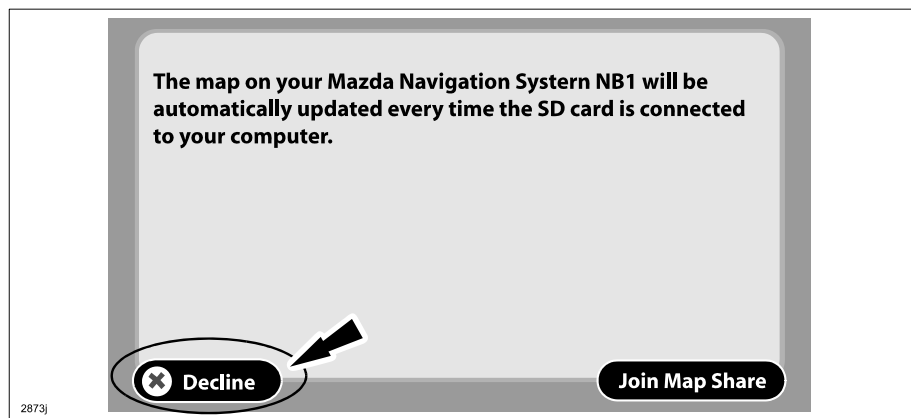 The map on your Mazda Navigation Systern NB1 will be
automatically updated every time the SD card is connected
to your computer.
Decline
Join Map Share
2873j